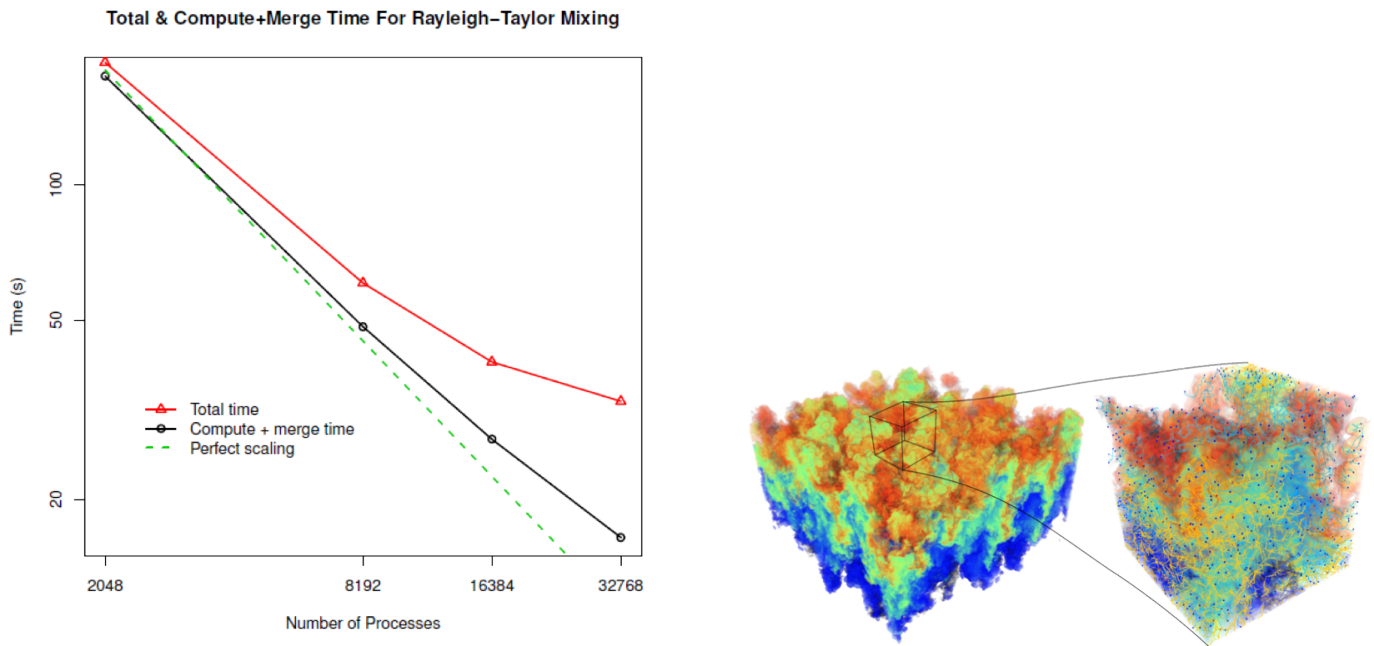 Total & Compute+Merge Time For Rayleigh−Taylor Mixing
100
50
20
Time (s)
Total time
Compute + merge time
Perfect scaling
2048 8192 16384 32768
Number of Processes